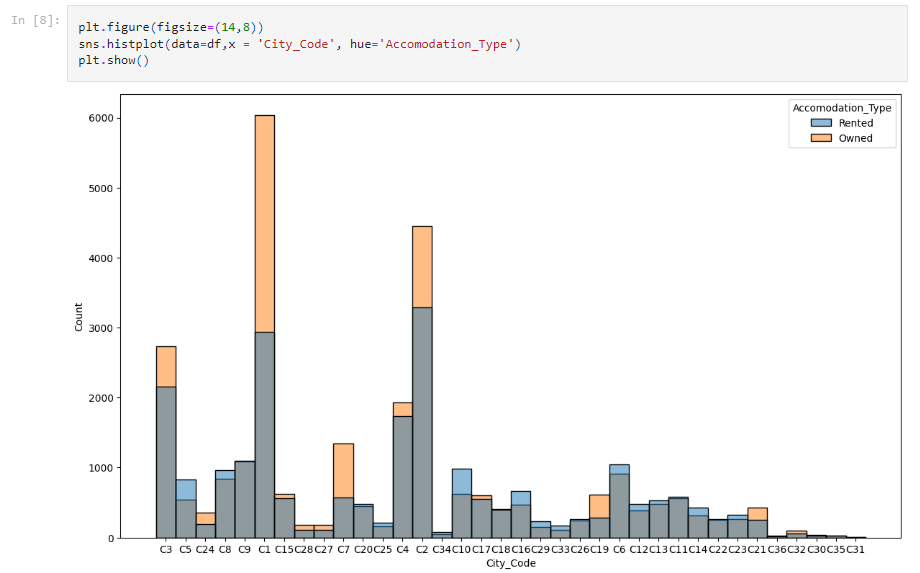 In [8]:
plt.figure(figsize=(14,8))
sns.histplot(data=df,x = 'City_Code', hue='Accomodation_Type')
plt.show()
Accomodation_Type
Rented
Owned
6000
5000
4000
3000
2000
1000
0
Count
C3 C5 C24 C8 C9 C1 C15 C28 C27 C7 C20 C25 C4 C2 C34 C10 C17 C18 C16 C29 C33 C26 C19 C6 C12 C13 C11 C14 C22 C23 C21 C36 C32 C30 C35 C31
City_Code